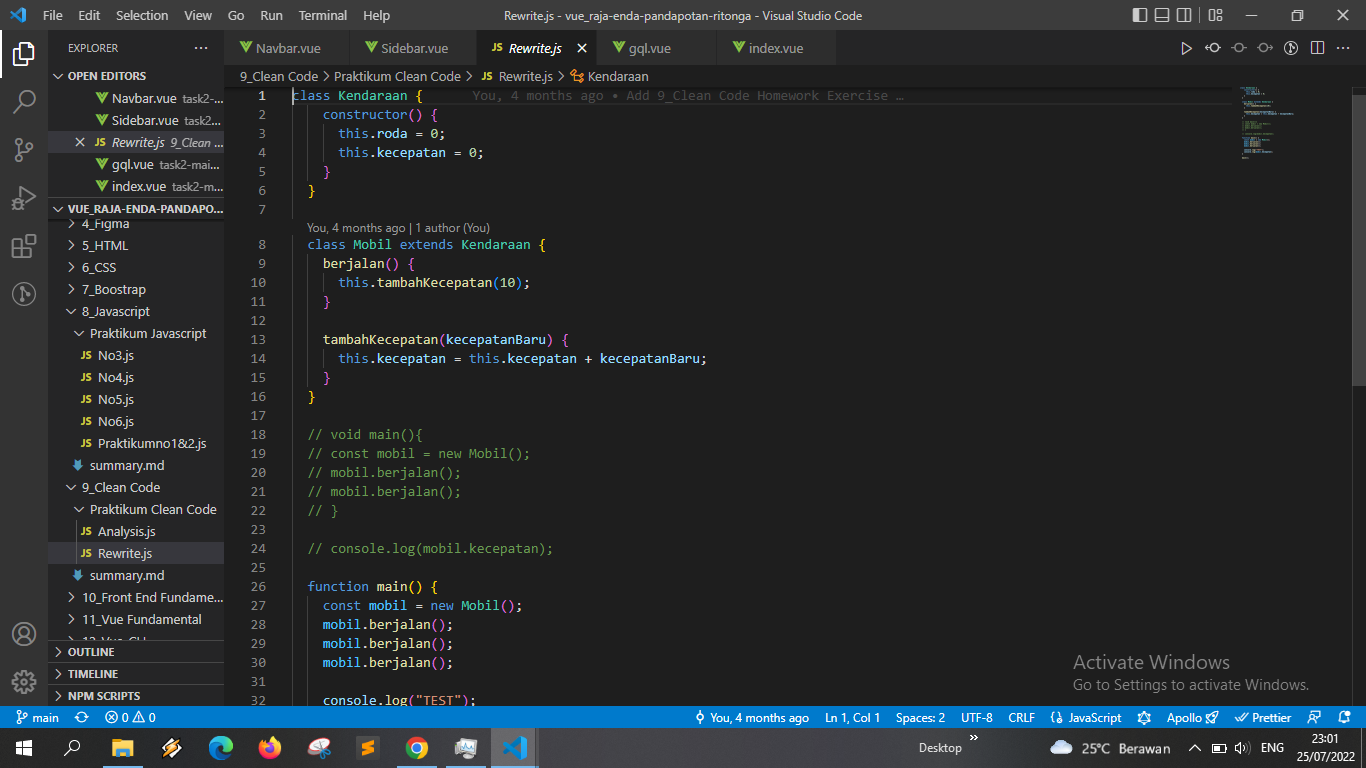 File Edit Selection View Go Run Terminal Help Rewrite.js - vue_raja-enda-pandapotan-ritonga - Visual Studio Code
EXPLORER ···
Navbar.vue Sidebar.vue JS Rewrite.js gql.vue index.vue
9_Clean Code > Praktikum Clean Code > JS Rewrite.js > Kendaraan
OPEN EDITORS
Navbar.vue task2-...
Sidebar.vue task2...
JS Rewrite.js 9_Clean ...
gql.vue task2-mai...
index.vue task2-m...
VUE_RAJA-ENDA-PANDAPO...
4_Figma
5_HTML
6_CSS
7_Boostrap
8_Javascript
Praktikum Javascript
JS No3.js
JS No4.js
JS No5.js
JS No6.js
JS Praktikumno1&2.js
summary.md
9_Clean Code
Praktikum Clean Code
JS Analysis.js
JS Rewrite.js
summary.md
10_Front End Fundame...
11_Vue Fundamental
OUTLINE
TIMELINE
NPM SCRIPTS
1 class Kendaraan { You, 4 months ago • Add 9_Clean Code Homework Exercise …
2 constructor() {
3 this.roda = 0;
4 this.kecepatan = 0;
5 }
6 }
7
You, 4 months ago | 1 author (You)
8 class Mobil extends Kendaraan {
9 berjalan() {
10 this.tambahKecepatan(10);
11 }
12
13 tambahKecepatan(kecepatanBaru) {
14 this.kecepatan = this.kecepatan + kecepatanBaru;
15 }
16 }
17
18 // void main(){
19 // const mobil = new Mobil();
20 // mobil.berjalan();
21 // mobil.berjalan();
22 // }
23
24 // console.log(mobil.kecepatan);
25
26 function main() {
27 const mobil = new Mobil();
28 mobil.berjalan();
29 mobil.berjalan();
30 mobil.berjalan();
31
32 console.log("TEST");
Activate Windows
Go to Settings to activate Windows.
main 0 0 You, 4 months ago Ln 1, Col 1 Spaces: 2 UTF-8 CRLF JavaScript Apollo Prettier
Desktop » 25°C Berawan ENG 23:01
25/07/2022